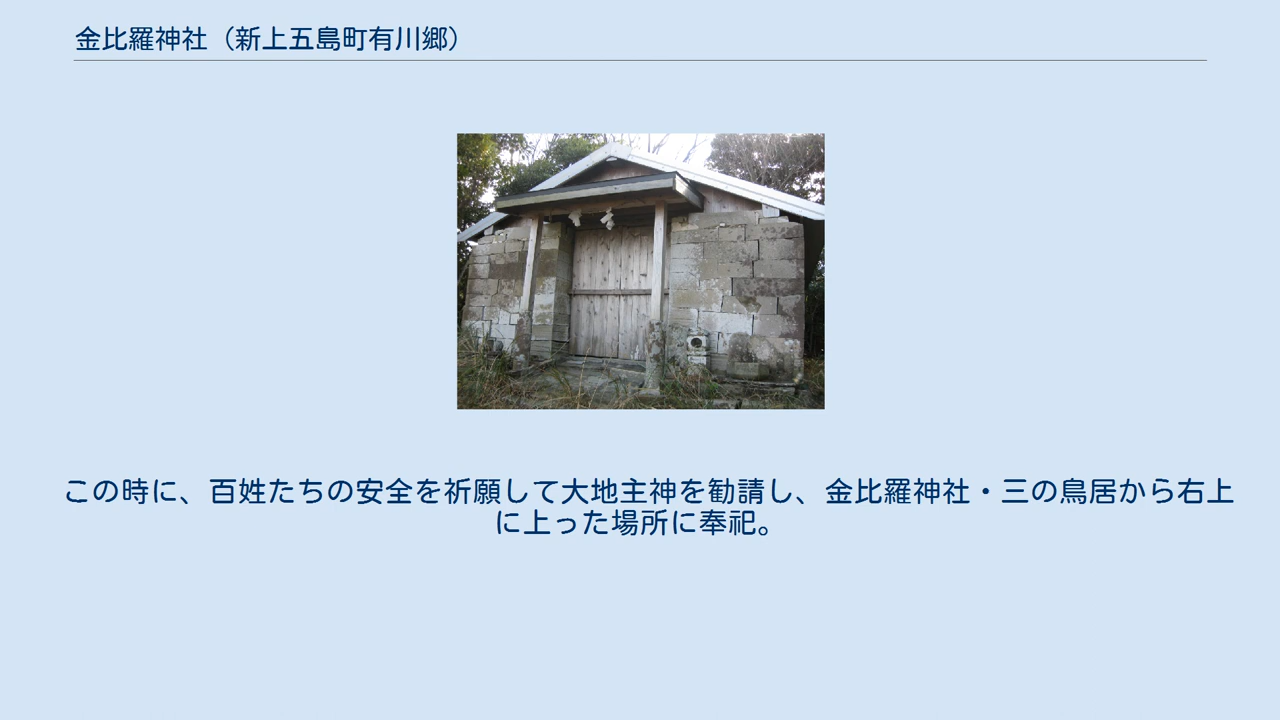 金比羅神社（新上五島町有川郷）
この時に、百姓たちの安全を祈願して大地主神を勧請し、金比羅神社・三の鳥居から右上
に上った場所に奉祀。